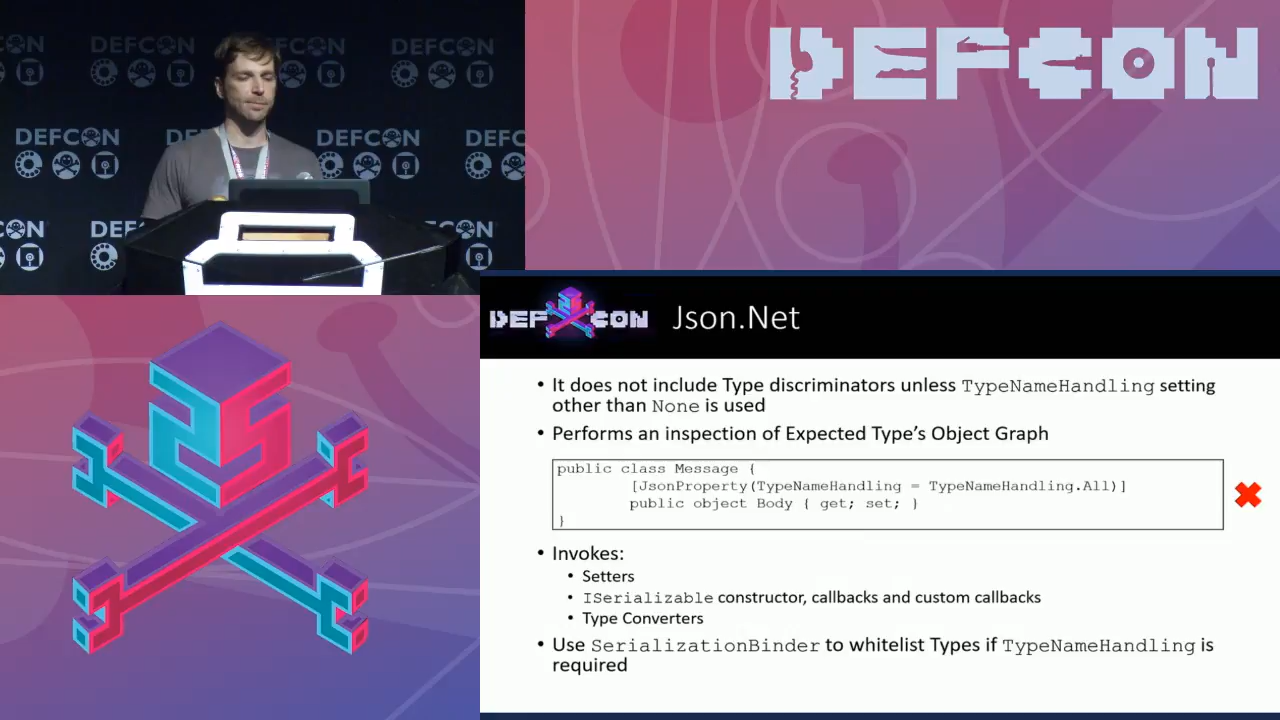 DEFCON
DEFCON
DEFCON
DEFCON
DEFCON
DEFCON
DEFCON
DEFCON
Json.Net
• It does not include Type discriminators unless TypeNameHandling setting
other than None is used
• Performs an inspection of Expected Type's Object Graph
public class Message {
[JsonProperty(TypeNameHandling = TypeNameHandling.All)]
public object Body { get; set; }
}
• Invokes:
• Setters
• ISerializable constructor, callbacks and custom callbacks
• Type Converters
• Use SerializationBinder to whitelist Types if TypeNameHandling is
required